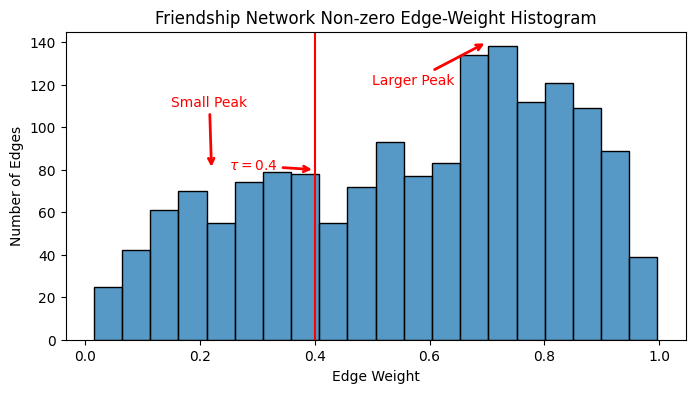 Friendship Network Non-zero Edge-Weight Histogram
Number of Edges
140
120
100
80
60
40
20
0
Larger Peak
Small Peak
τ = 0.4
0.0 0.2 0.4 0.6 0.8 1.0
Edge Weight